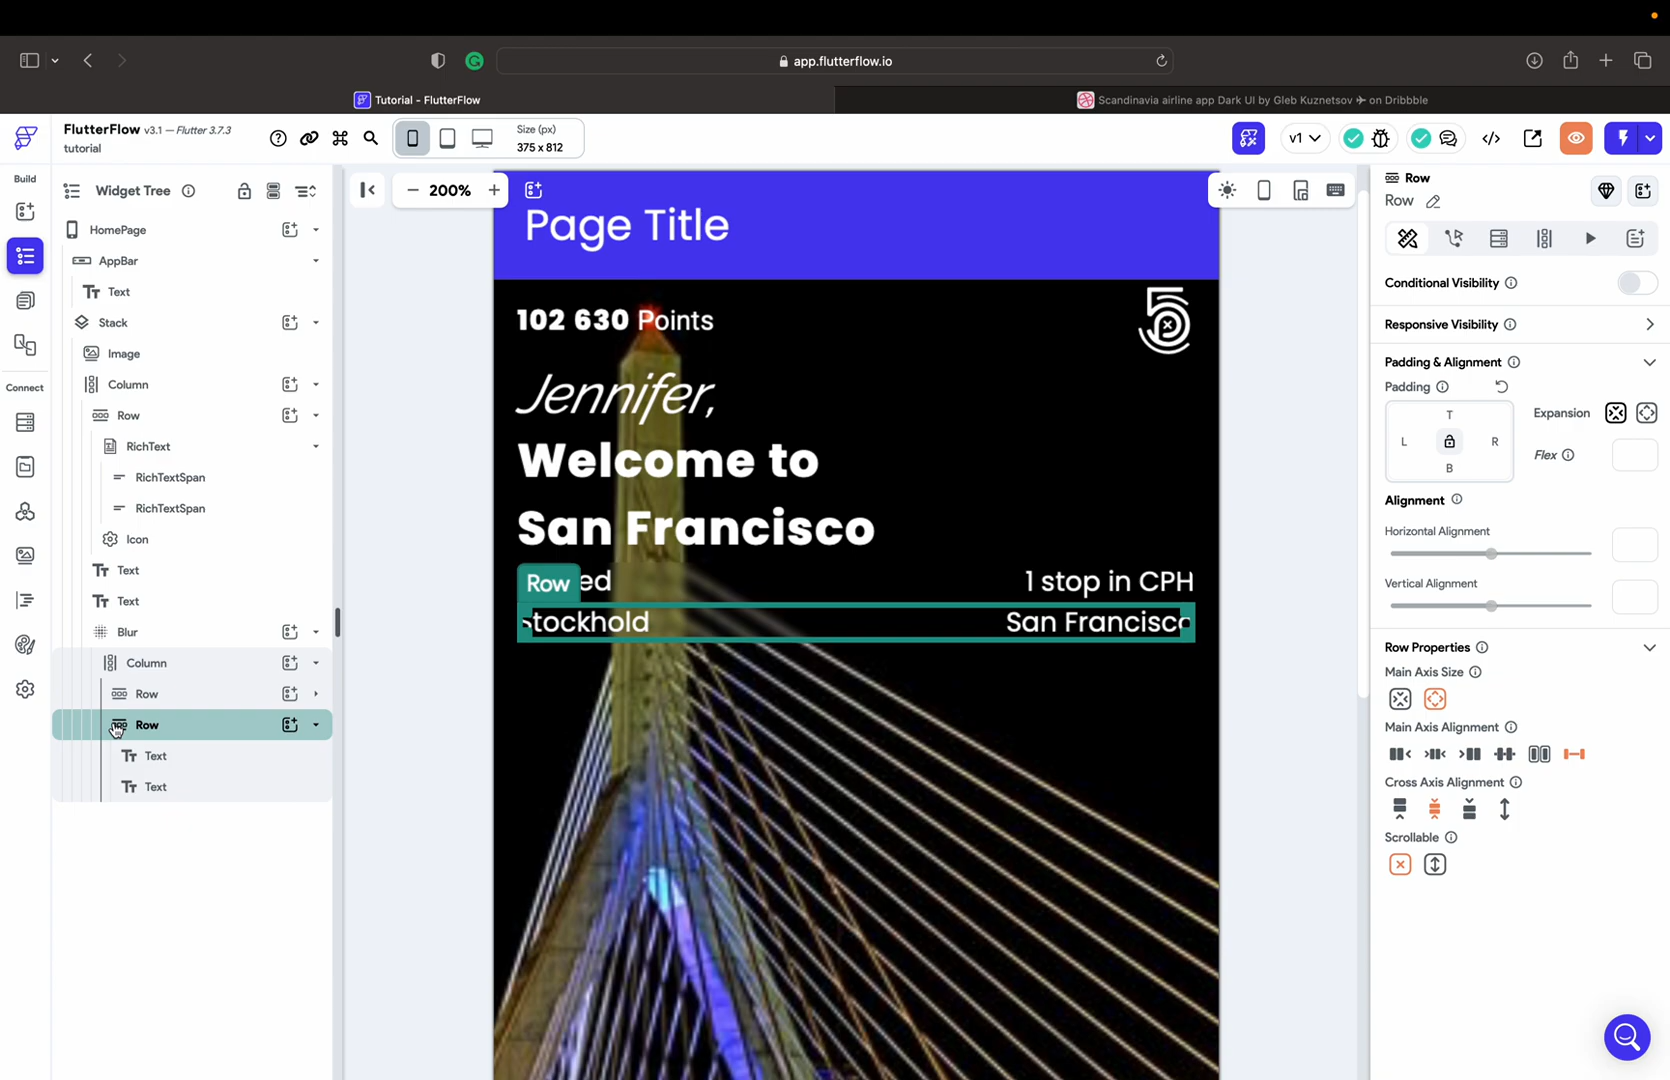 app.flutterflow.io
Tutorial - FlutterFlow
Scandinavia airline app Dark UI by Gleb Kuznetsov ✈ on Dribbble
FlutterFlow v3.1 — Flutter 3.7.3
tutorial
Size (px)
375 x 812
v1
Build
Connect
Widget Tree
HomePage
AppBar
Text
Stack
Image
Column
Row
RichText
RichTextSpan
RichTextSpan
Icon
Text
Text
Blur
Column
Row
Row
Text
Text
200%
Page Title
102 630 Points
Jennifer,
Welcome to
San Francisco
Row
ed
1 stop in CPH
Stockhold
San Francisco
Row
Row
Conditional Visibility
Responsive Visibility
Padding & Alignment
Padding
T
L
R
B
Expansion
Flex
Alignment
Horizontal Alignment
Vertical Alignment
Row Properties
Main Axis Size
Main Axis Alignment
Cross Axis Alignment
Scrollable